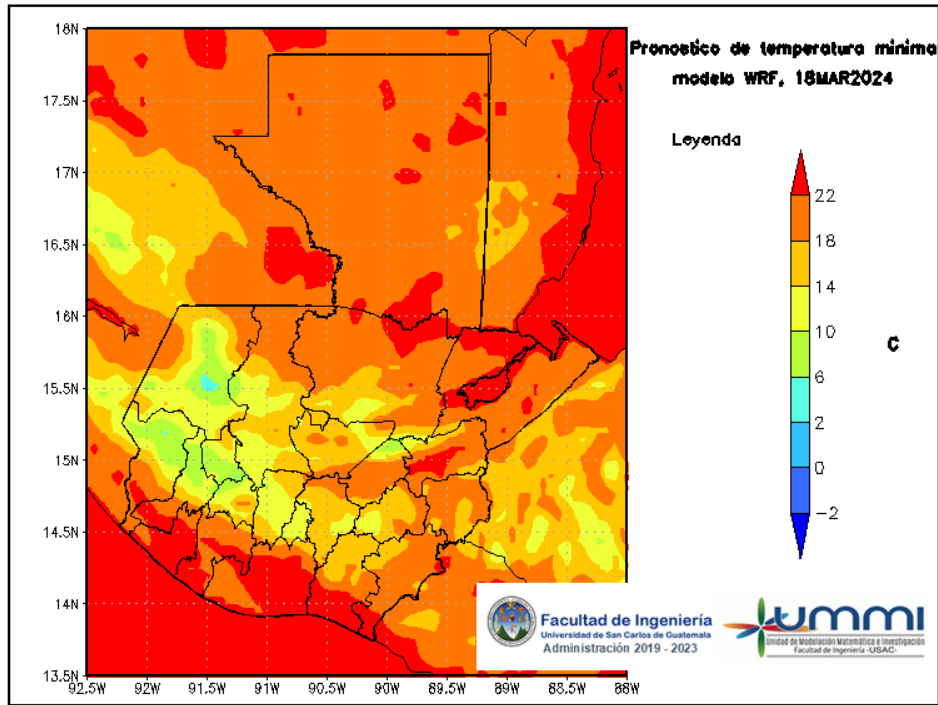 Pronostico de temperatura minima
modelo WRF, 18MAR2024
Leyenda
22
18
14
10
6
2
0
−2
C
18N
17.5N
17N
16.5N
16N
15.5N
15N
14.5N
14N
13.5N
92.5W
92W
91.5W
91W
90.5W
90W
89.5W
89W
88.5W
88W
Facultad de Ingeniería
Universidad de San Carlos de Guatemala
Administración 2019 - 2023
UMMI
Unidad de Modelación Matemática e Investigación
Facultad de Ingeniería -USAC-